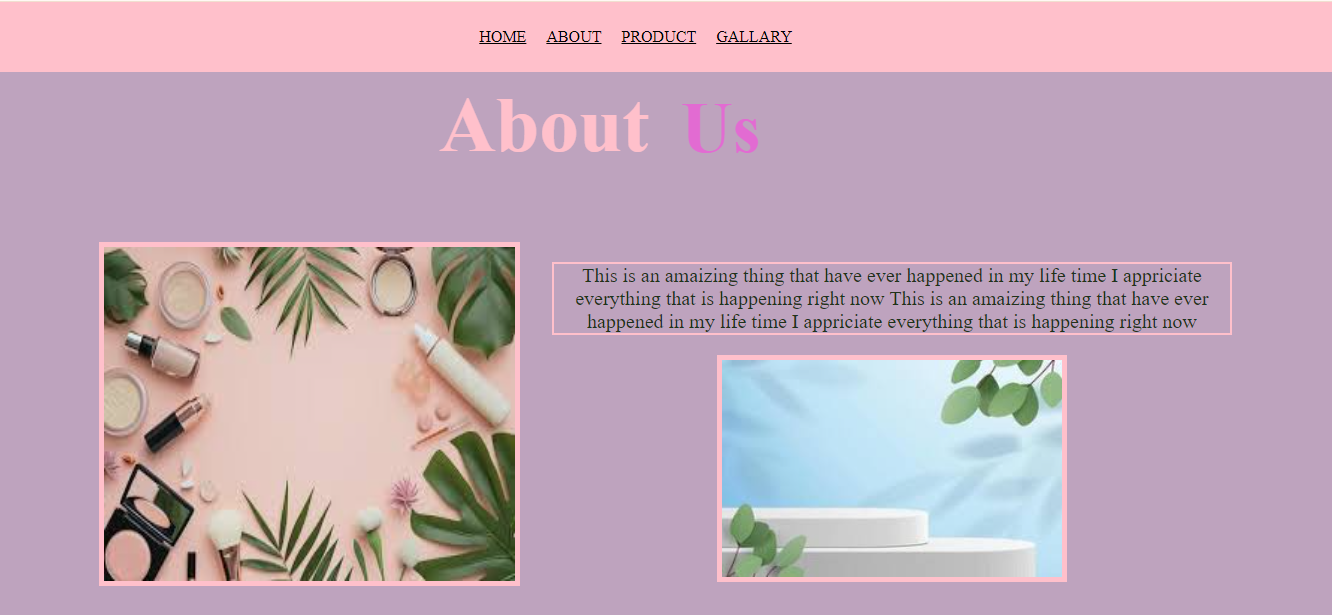 HOME ABOUT PRODUCT GALLARY
About Us
This is an amaizing thing that have ever happened in my life time I appriciate
everything that is happening right now This is an amaizing thing that have ever
happened in my life time I appriciate everything that is happening right now